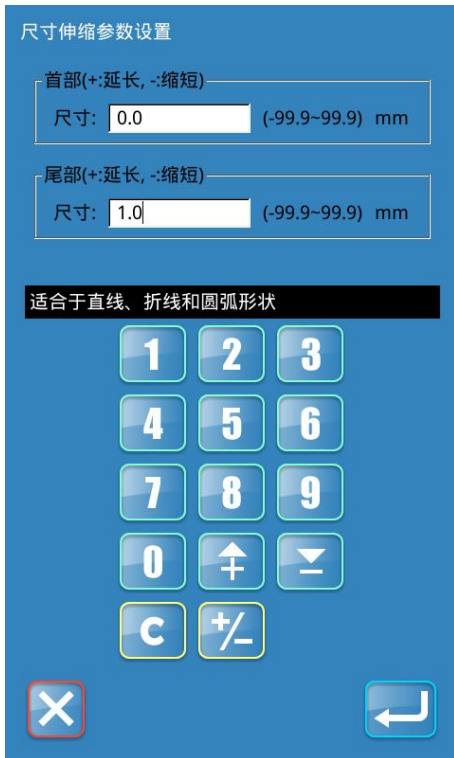 尺寸伸缩参数设置
首部(+:延长, -:缩短)
尺寸: 0.0 (-99.9~99.9) mm
尾部(+:延长, -:缩短)
尺寸: 1.0 (-99.9~99.9) mm
适合于直线、折线和圆弧形状
1 2 3
4 5 6
7 8 9
0 + −
C +/−